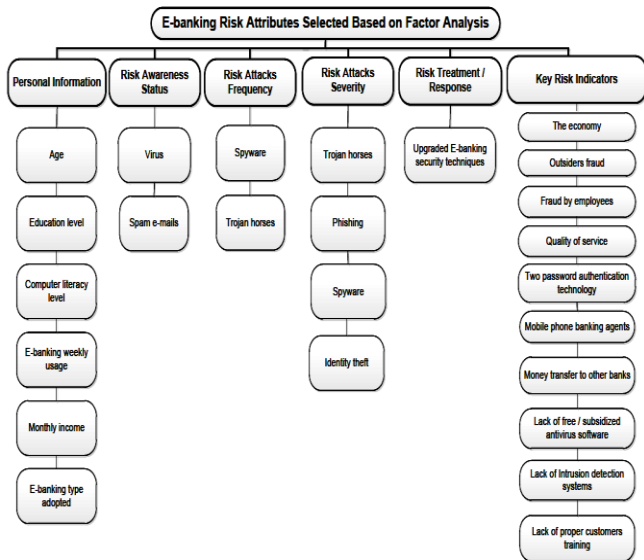 E-banking Risk Attributes Selected Based on Factor Analysis
Personal Information
Age
Education level
Computer literacy
level
E-banking weekly
usage
Monthly income
E-banking type
adopted
Risk Awareness
Status
Virus
Spam e-mails
Risk Attacks
Frequency
Spyware
Trojan horses
Risk Attacks
Severity
Trojan horses
Phishing
Spyware
Identity theft
Risk Treatment /
Response
Upgraded E-banking
security techniques
Key Risk Indicators
The economy
Outsiders fraud
Fraud by employees
Quality of service
Two password authentication
technology
Mobile phone banking agents
Money transfer to other banks
Lack of free / subsidized
antivirus software
Lack of Intrusion detection
systems
Lack of proper customers
training